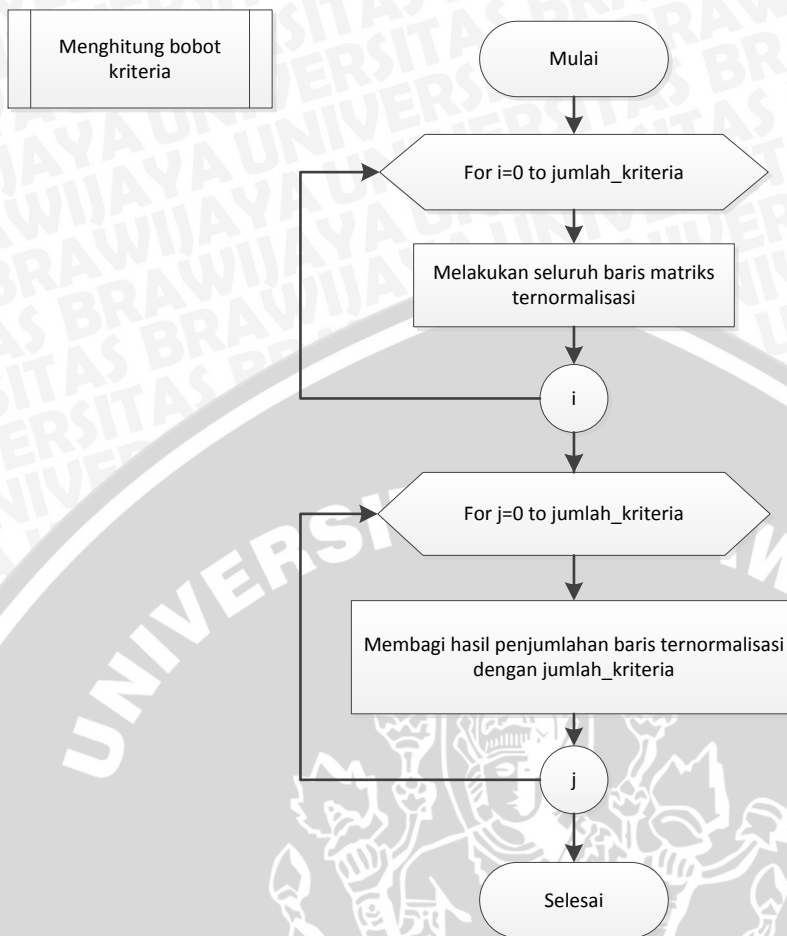 Menghitung bobot
kriteria
Mulai
For i=0 to jumlah_kriteria
Melakukan seluruh baris matriks
ternormalisasi
i
For j=0 to jumlah_kriteria
Membagi hasil penjumlahan baris ternormalisasi
dengan jumlah_kriteria
j
Selesai